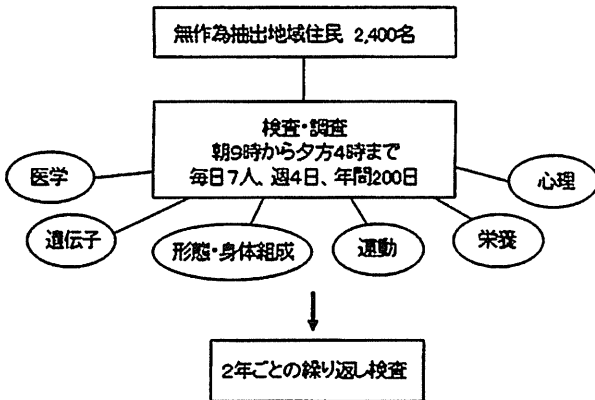 無作為抽出地域住民 2,400名
検査・調査
朝9時から夕方4時まで
毎日7人、週4日、年間200日
医学
心理
遺伝子
形態・身体組成
運動
栄養
2年ごとの繰り返し検査